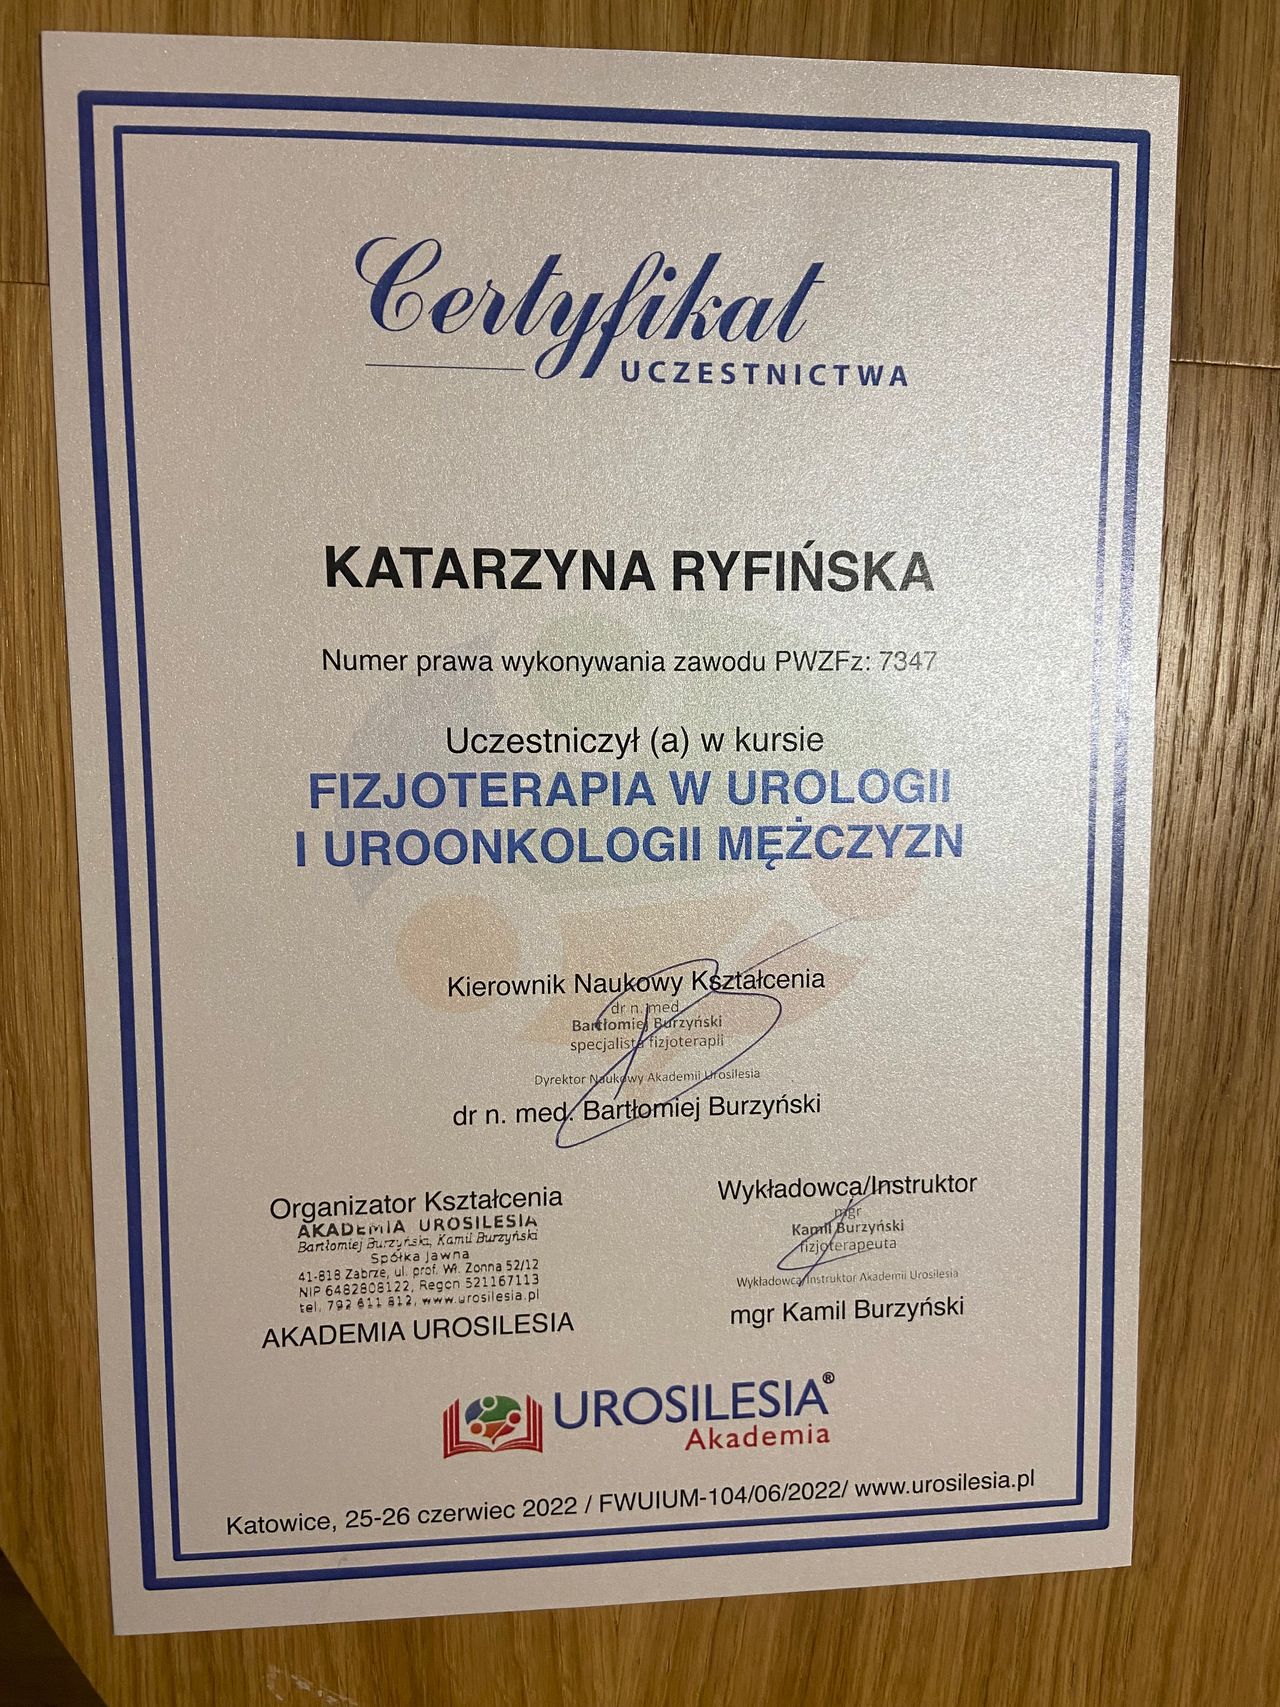 Certyfikat
UCZESTNICTWA
KATARZYNA RYFIŃSKA
Numer prawa wykonywania zawodu PWZFz: 7347
Uczestniczył (a) w kursie
FIZJOTERAPIA W UROLOGII
I UROONKOLOGII MĘŻCZYZN
Kierownik Naukowy Kształcenia
dr n. med.
Bartłomiej Burzyński
specjalista fizjoterapii
Dyrektor Naukowy Akademii Urosilesia
dr n. med. Bartłomiej Burzyński
Organizator Kształcenia
AKADEMIA UROSILESIA
Bartłomiej Burzyński, Kamil Burzyński
Spółka Jawna
41-818 Zabrze, ul. prof. Wł. Zonna 52/12
NIP 6482808122, Regon 521167113
tel. 792 611 812, www.urosilesia.pl
AKADEMIA UROSILESIA
Wykładowca/Instruktor
mgr
Kamil Burzyński
fizjoterapeuta
Wykładowca/Instruktor Akademii Urosilesia
mgr Kamil Burzyński
UROSILESIA®
Akademia
Katowice, 25-26 czerwiec 2022 / FWUIUM-104/06/2022/ www.urosilesia.pl